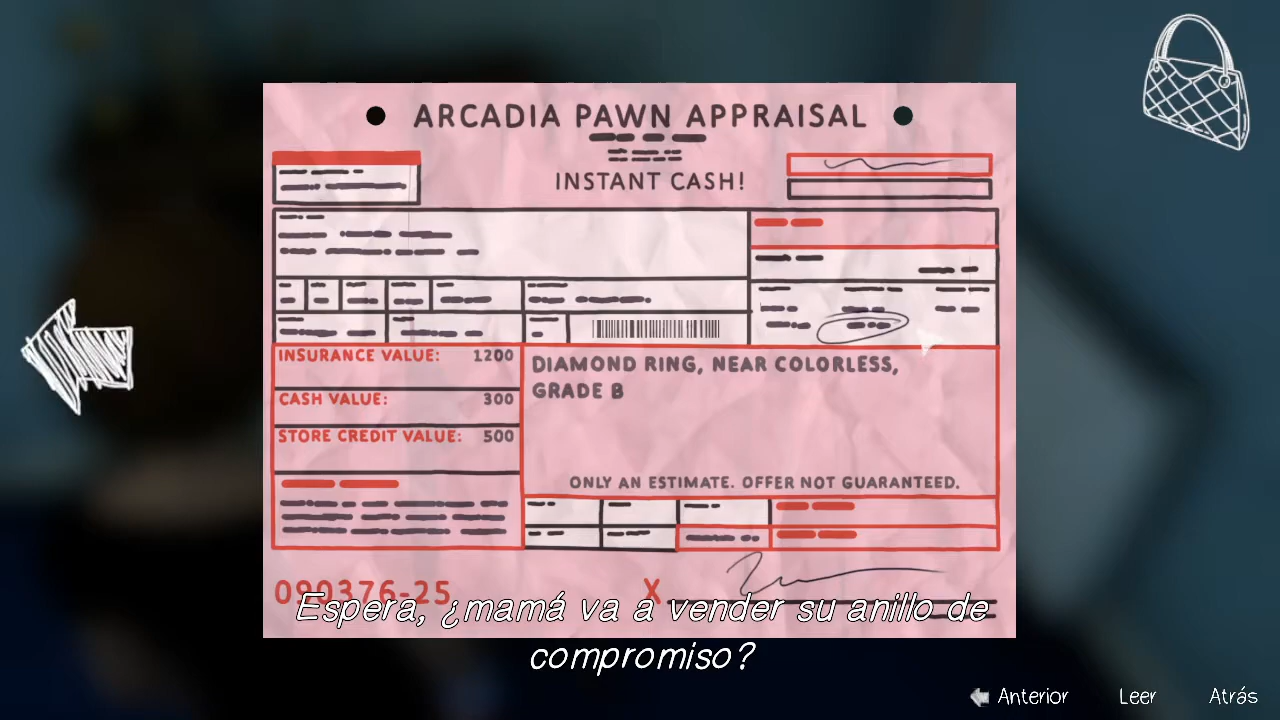 ARCADIA PAWN APPRAISAL
INSTANT CASH!
INSURANCE VALUE: 1200
CASH VALUE: 300
STORE CREDIT VALUE: 500
DIAMOND RING, NEAR COLORLESS,
GRADE B
ONLY AN ESTIMATE. OFFER NOT GUARANTEED.
090376-25
X
Espera, ¿mamá va a vender su anillo de
compromiso?
Anterior Leer Atrás